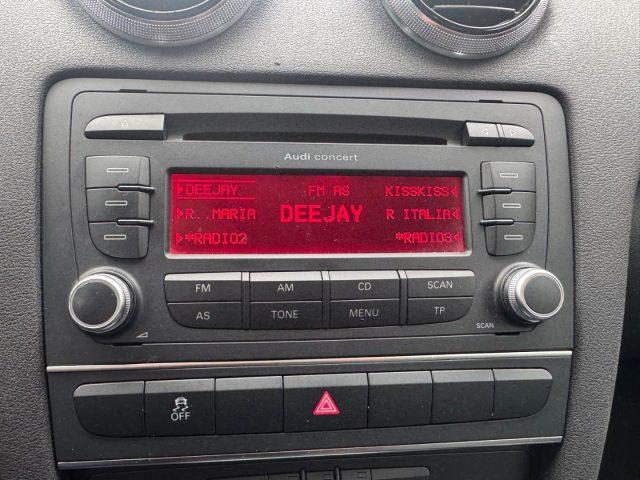 Audi concert
DEEJAY FM AS KISSKISS
R..MARIA DEEJAY R ITALIA
*RADIO2 *RADIO3
FM AM CD SCAN
AS TONE MENU TP
SCAN
OFF